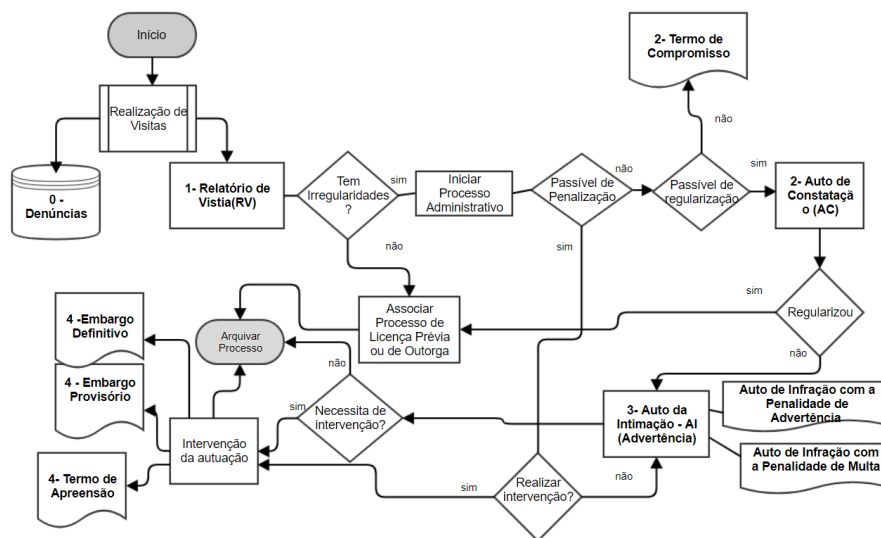 Início
2- Termo de
Compromisso
Realização de
Visitas
não
0 -
Denúncias
1- Relatório de
Vistia(RV)
Tem
Irregularidades
?
sim
Iniciar
Processo
Administrativo
Passível de
Penalização
não
Passível de
regularização
sim
2- Auto de
Constataçã
o (AC)
não
sim
4 -Embargo
Definitivo
Arquivar
Processo
Associar
Processo de
Licença Prévia
ou de Outorga
sim
Regularizou
não
não
4 - Embargo
Provisório
sim
Necessita de
intervenção?
3- Auto da
Intimação - AI
(Advertência)
Auto de Infração com a
Penalidade de
Advertência
Intervenção
da autuação
Auto de Infração com
a Penalidade de Multa
4- Termo de
Apreensão
sim
Realizar
intervenção?
não